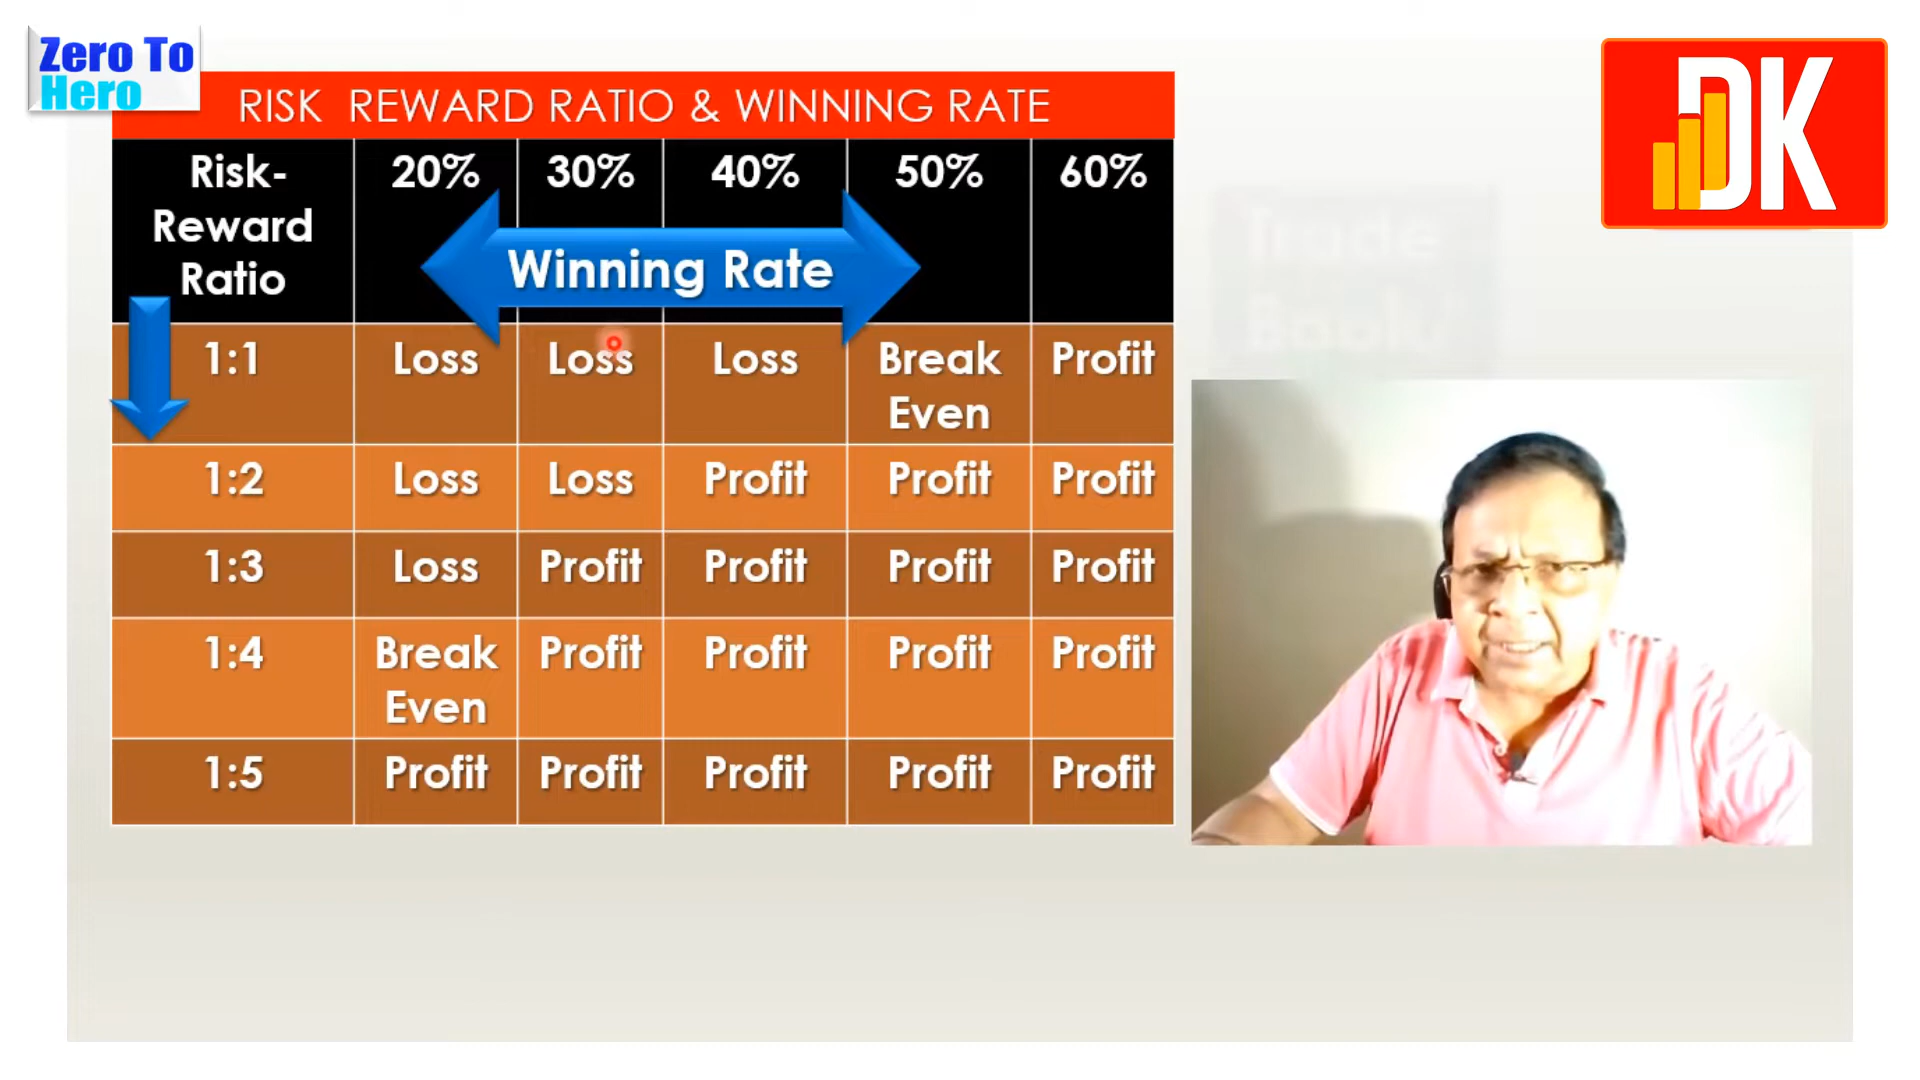 Zero To
Hero
DK
RISK REWARD RATIO & WINNING RATE
Risk-
Reward
Ratio
20% 30% 40% 50% 60%
Winning Rate
1:1 Loss Loss Loss Break Even Profit
1:2 Loss Loss Profit Profit Profit
1:3 Loss Profit Profit Profit Profit
1:4 Break Even Profit Profit Profit Profit
1:5 Profit Profit Profit Profit Profit
Trade